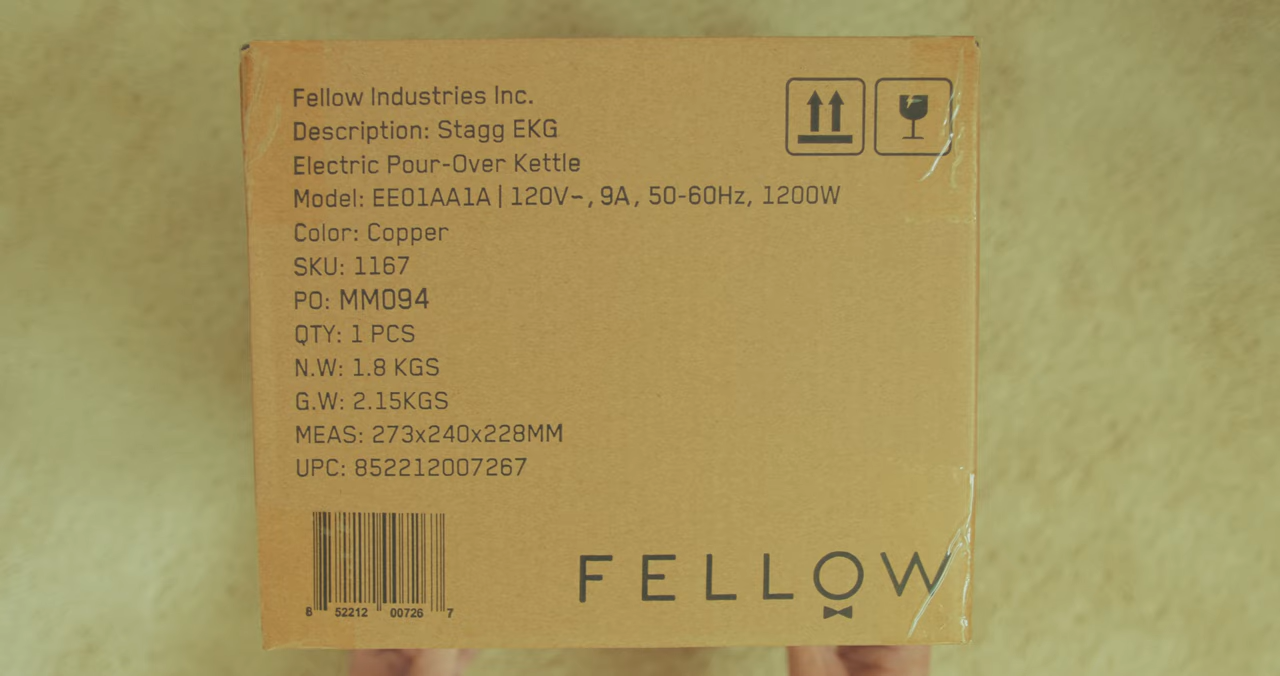 Fellow Industries Inc.
Description: Stagg EKG
Electric Pour-Over Kettle
Model: EE01AA1A | 120V~, 9A, 50-60Hz, 1200W
Color: Copper
SKU: 1167
PO: MM094
QTY: 1 PCS
N.W: 1.8 KGS
G.W: 2.15KGS
MEAS: 273x240x228MM
UPC: 852212007267
8 52212 00726 7
FELLOW